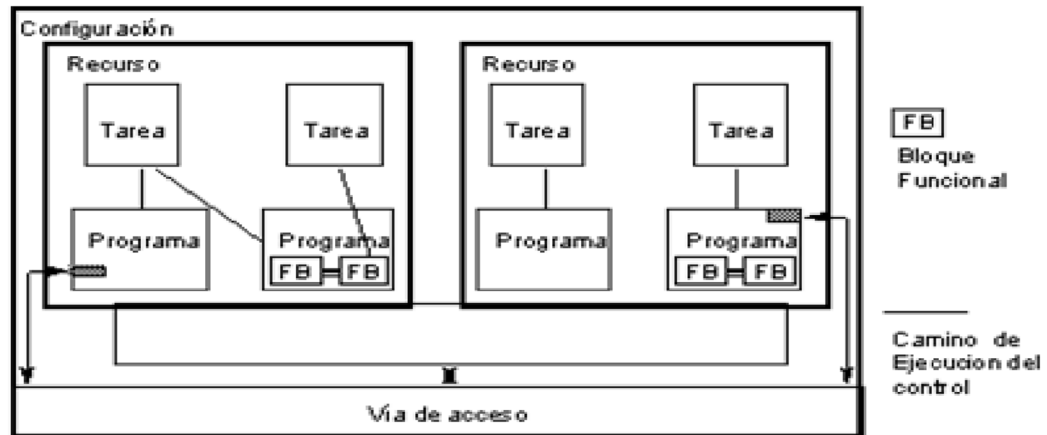 Configuración
Recurso
Recurso
Tarea
Tarea
Tarea
Tarea
Programa
Programa
FB
FB
Programa
Programa
FB
FB
FB
Bloque
Funcional
Camino de
Ejecucion del
control
Vía de acceso